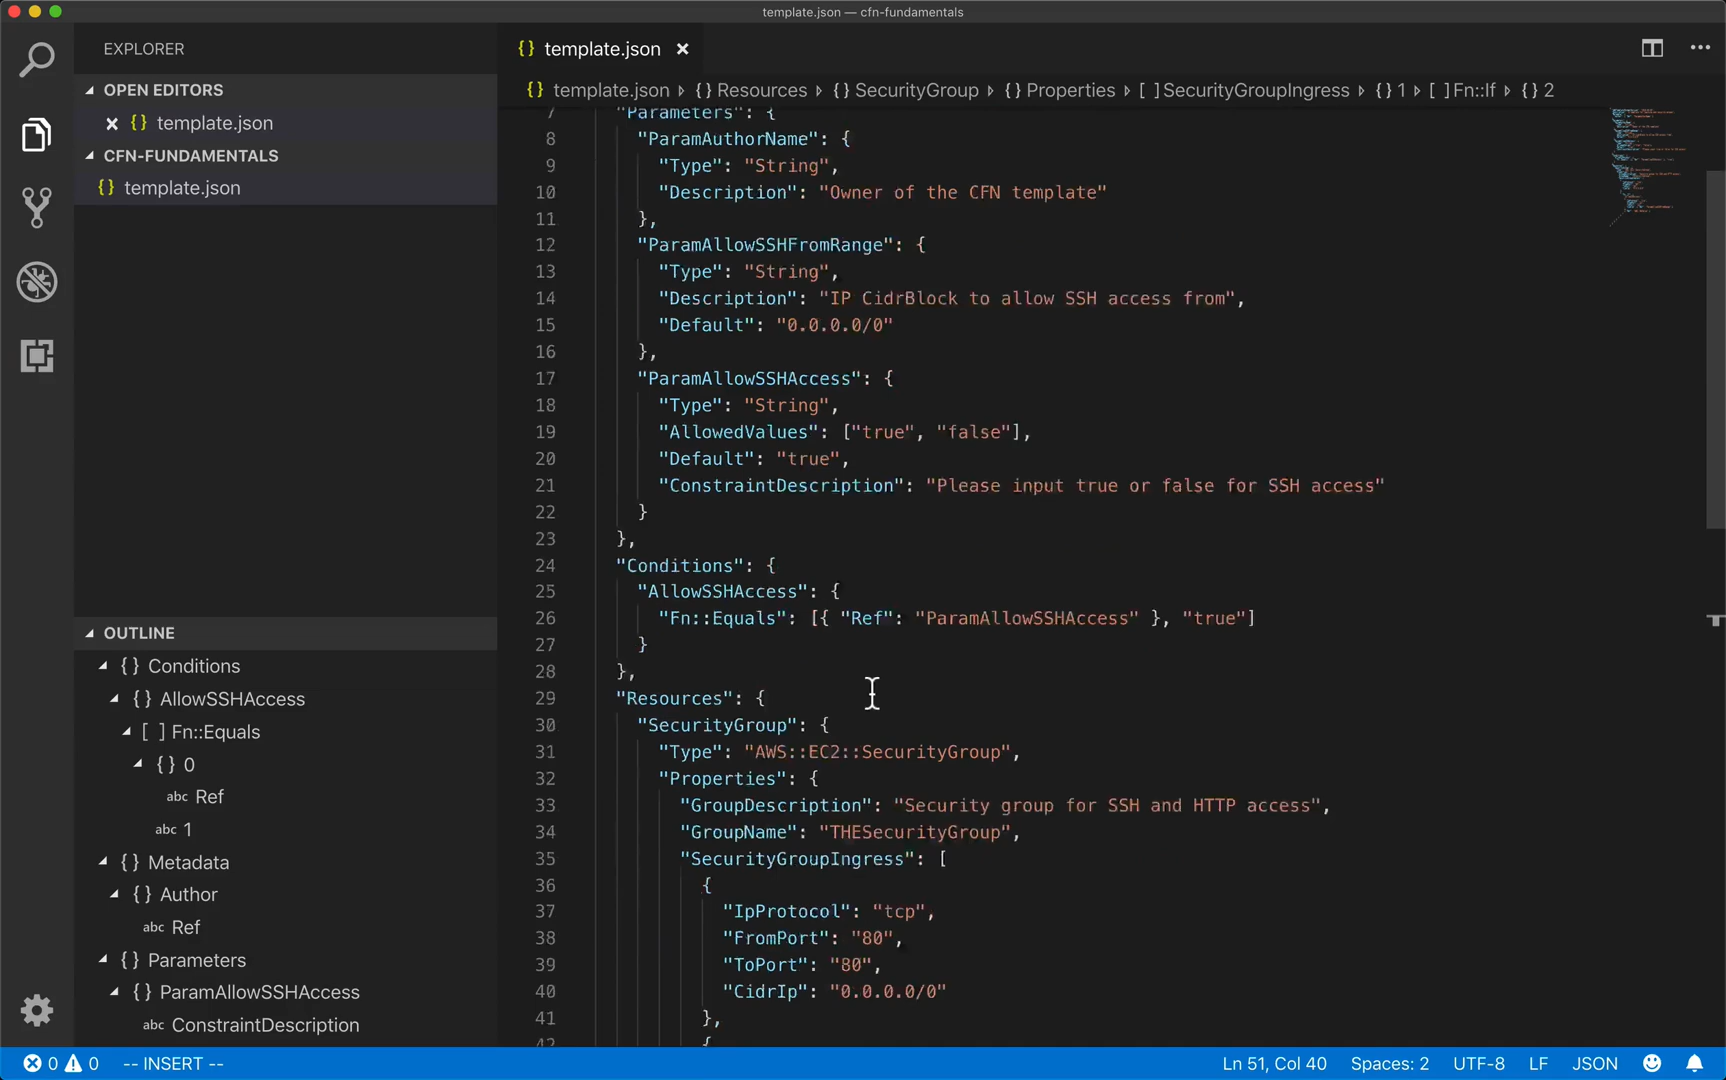 template.json — cfn-fundamentals
EXPLORER
OPEN EDITORS
{} template.json
CFN-FUNDAMENTALS
{} template.json
OUTLINE
{} Conditions
{} AllowSSHAccess
[ ] Fn::Equals
{} 0
abc Ref
abc 1
{} Metadata
{} Author
abc Ref
{} Parameters
{} ParamAllowSSHAccess
abc ConstraintDescription
{} template.json
{} template.json {} Resources {} SecurityGroup {} Properties [ ] SecurityGroupIngress {} 1 [ ] Fn::If {} 2
7 "Parameters": {
8 "ParamAuthorName": {
9 "Type": "String",
10 "Description": "Owner of the CFN template"
11 },
12 "ParamAllowSSHFromRange": {
13 "Type": "String",
14 "Description": "IP CidrBlock to allow SSH access from",
15 "Default": "0.0.0.0/0"
16 },
17 "ParamAllowSSHAccess": {
18 "Type": "String",
19 "AllowedValues": ["true", "false"],
20 "Default": "true",
21 "ConstraintDescription": "Please input true or false for SSH access"
22 }
23 },
24 "Conditions": {
25 "AllowSSHAccess": {
26 "Fn::Equals": [{ "Ref": "ParamAllowSSHAccess" }, "true"]
27 }
28 },
29 "Resources": {
30 "SecurityGroup": {
31 "Type": "AWS::EC2::SecurityGroup",
32 "Properties": {
33 "GroupDescription": "Security group for SSH and HTTP access",
34 "GroupName": "THESecurityGroup",
35 "SecurityGroupIngress": [
36 {
37 "IpProtocol": "tcp",
38 "FromPort": "80",
39 "ToPort": "80",
40 "CidrIp": "0.0.0.0/0"
41 },
42 {
0 0 -- INSERT -- Ln 51, Col 40 Spaces: 2 UTF-8 LF JSON